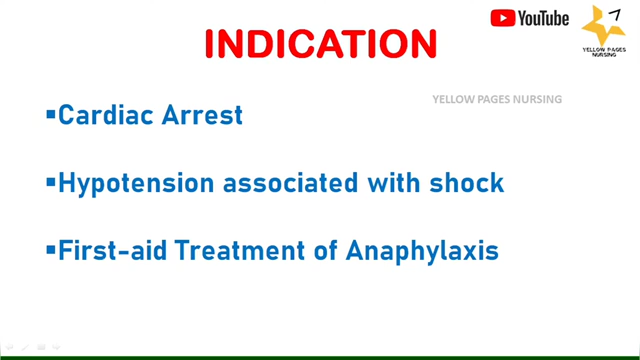 YouTube
7
YELLOW PAGES
NURSING
INDICATION
YELLOW PAGES NURSING
▪Cardiac Arrest
▪Hypotension associated with shock
▪First-aid Treatment of Anaphylaxis